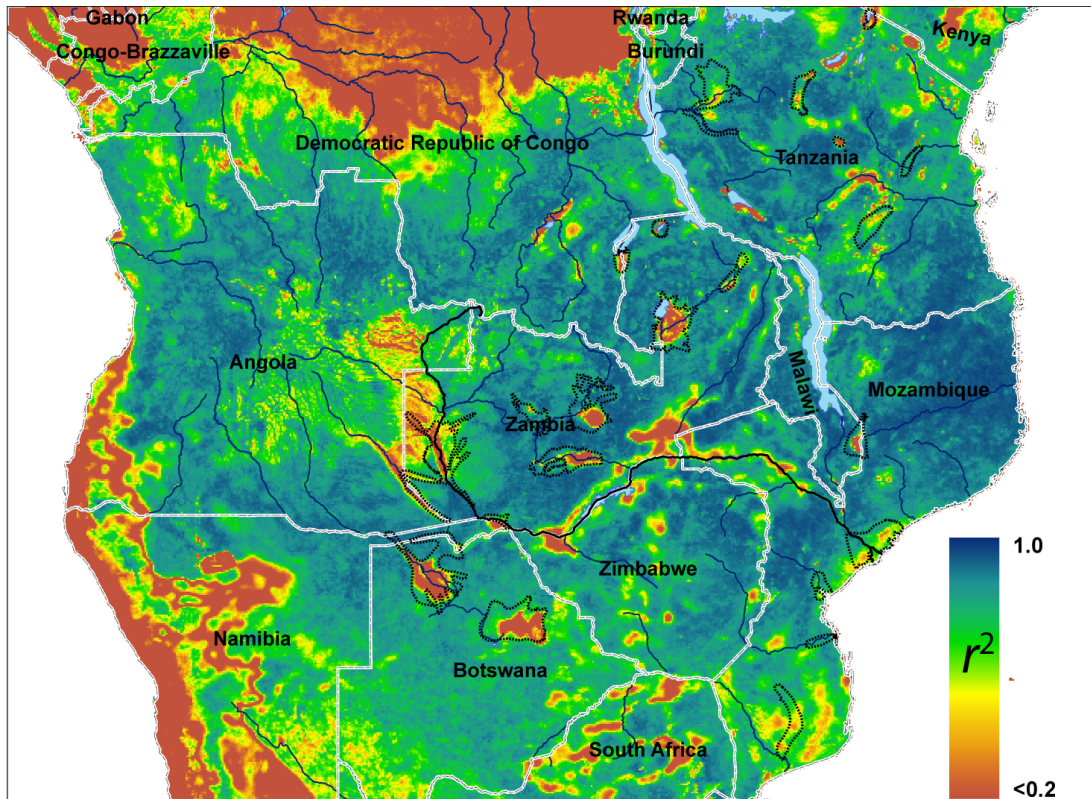 Gabon
Rwanda
Kenya
Congo-Brazzaville
Burundi
Democratic Republic of Congo
Tanzania
Angola
Malawi
Mozambique
Zambia
Zimbabwe
Namibia
Botswana
South Africa
1.0
r²
<0.2